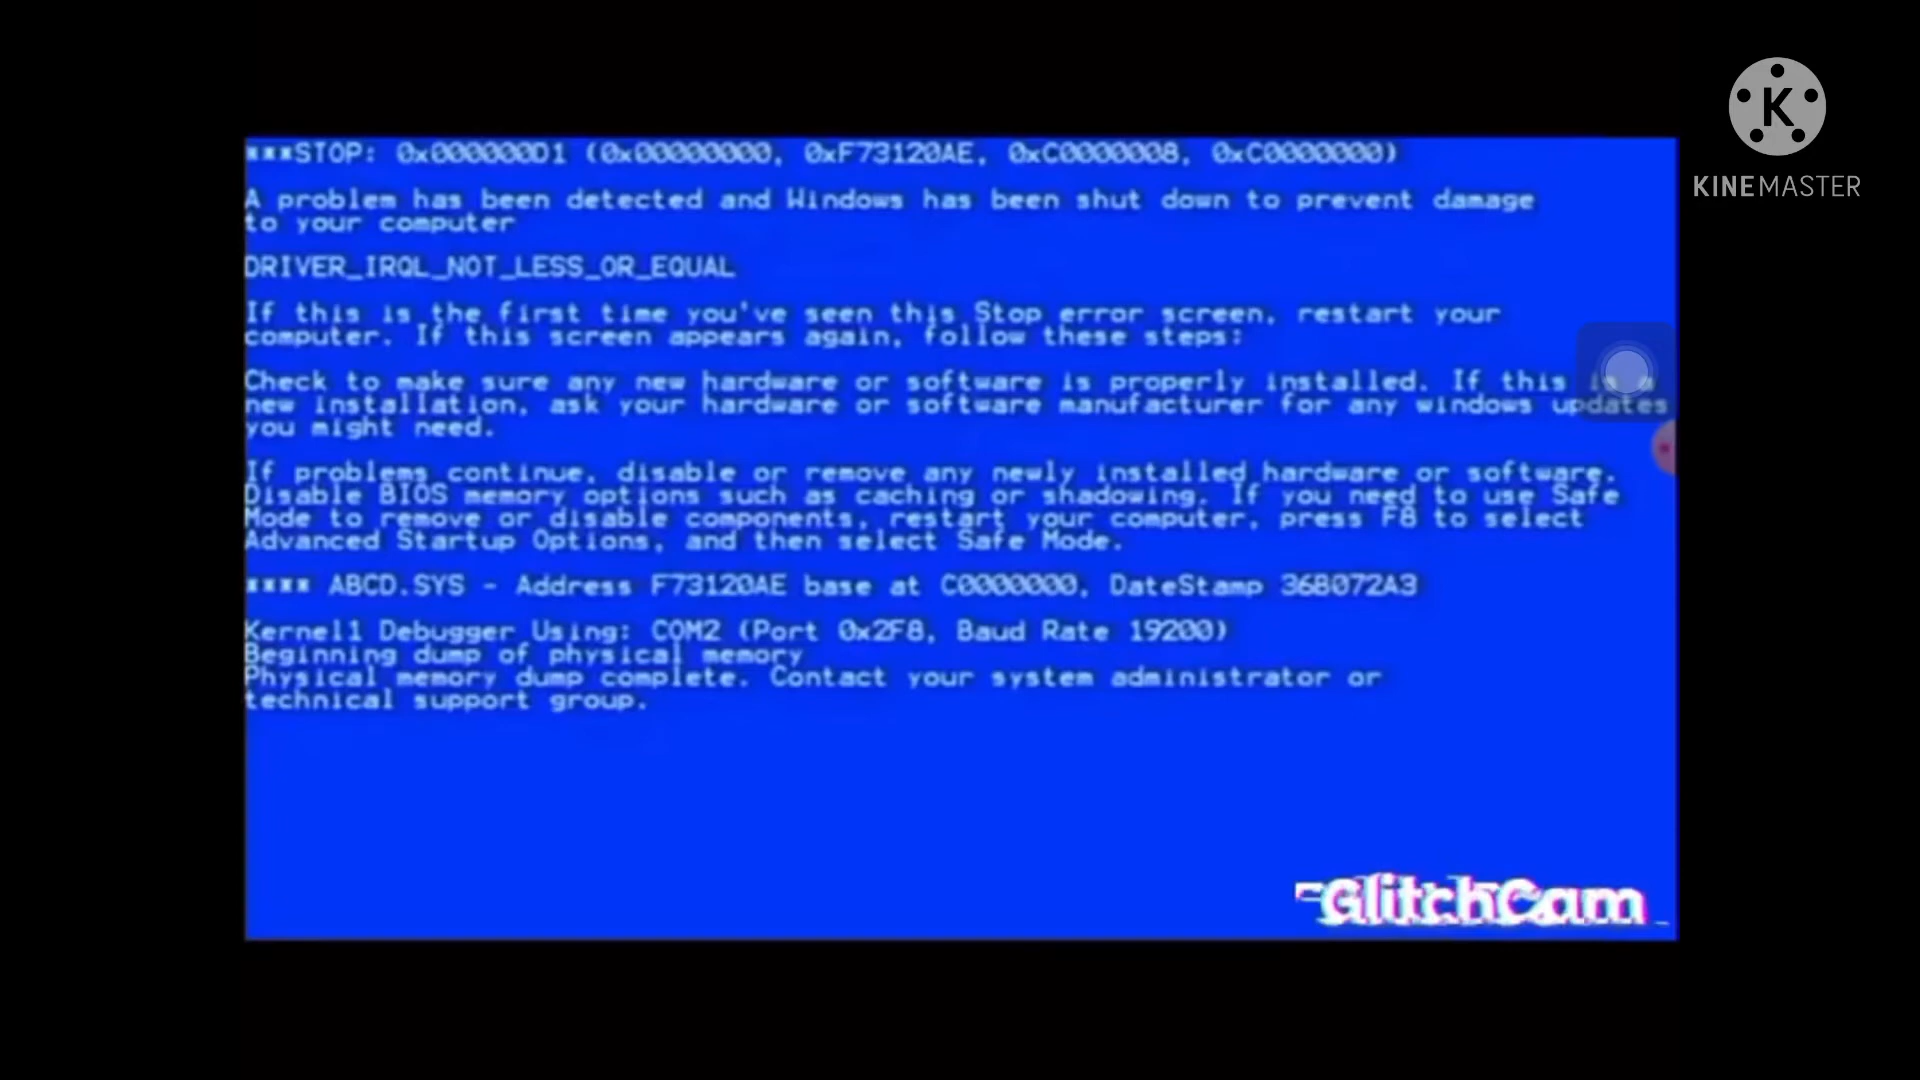 ***STOP: 0x000000D1 (0x00000000, 0xF73120AE, 0xC0000008, 0xC0000000)
A problem has been detected and Windows has been shut down to prevent damage
to your computer
DRIVER_IRQL_NOT_LESS_OR_EQUAL
If this is the first time you've seen this Stop error screen, restart your
computer. If this screen appears again, follow these steps:
Check to make sure any new hardware or software is properly installed. If this is a
new installation, ask your hardware or software manufacturer for any windows updates
you might need.
If problems continue, disable or remove any newly installed hardware or software.
Disable BIOS memory options such as caching or shadowing. If you need to use Safe
Mode to remove or disable components, restart your computer, press F8 to select
Advanced Startup Options, and then select Safe Mode.
**** ABCD.SYS - Address F73120AE base at C0000000, DateStamp 36B072A3
Kernel1 Debugger Using: COM2 (Port 0x2F8, Baud Rate 19200)
Beginning dump of physical memory
Physical memory dump complete. Contact your system administrator or
technical support group.
GlitchCam
K
KINEMASTER